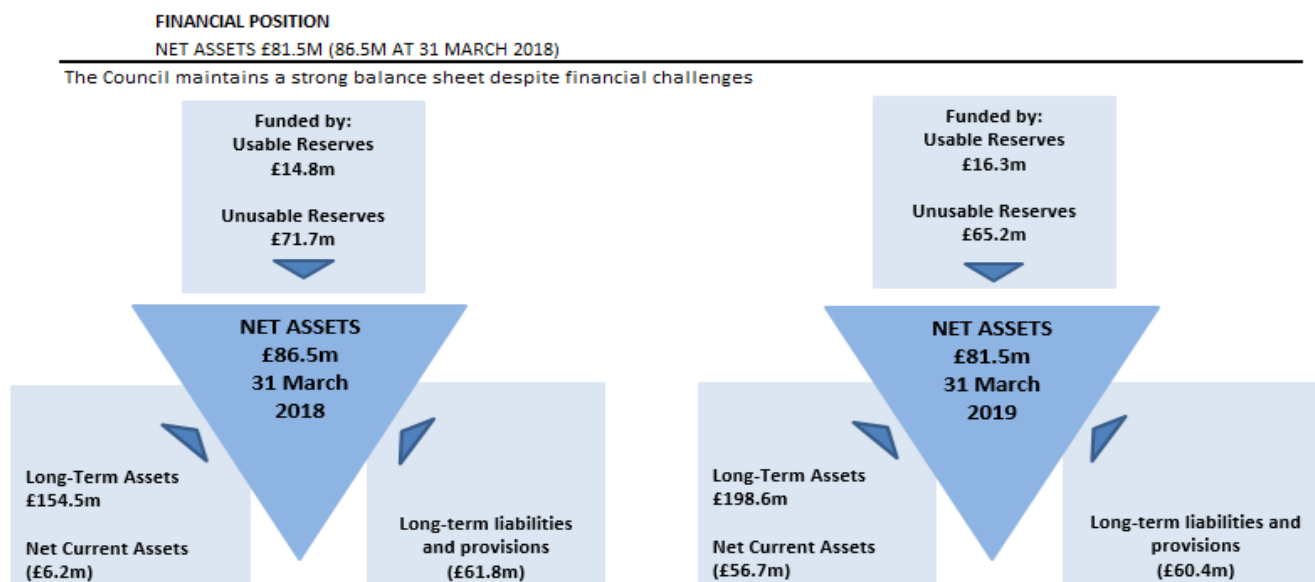 FINANCIAL POSITION
NET ASSETS £81.5M (86.5M AT 31 MARCH 2018)
The Council maintains a strong balance sheet despite financial challenges
Funded by:
Usable Reserves
£14.8m
Unusable Reserves
£71.7m
NET ASSETS
£86.5m
31 March
2018
Long-Term Assets
£154.5m
Net Current Assets
(£6.2m)
Long-term liabilities
and provisions
(£61.8m)
Funded by:
Usable Reserves
£16.3m
Unusable Reserves
£65.2m
NET ASSETS
£81.5m
31 March
2019
Long-Term Assets
£198.6m
Net Current Assets
(£56.7m)
Long-term liabilities and
provisions
(£60.4m)